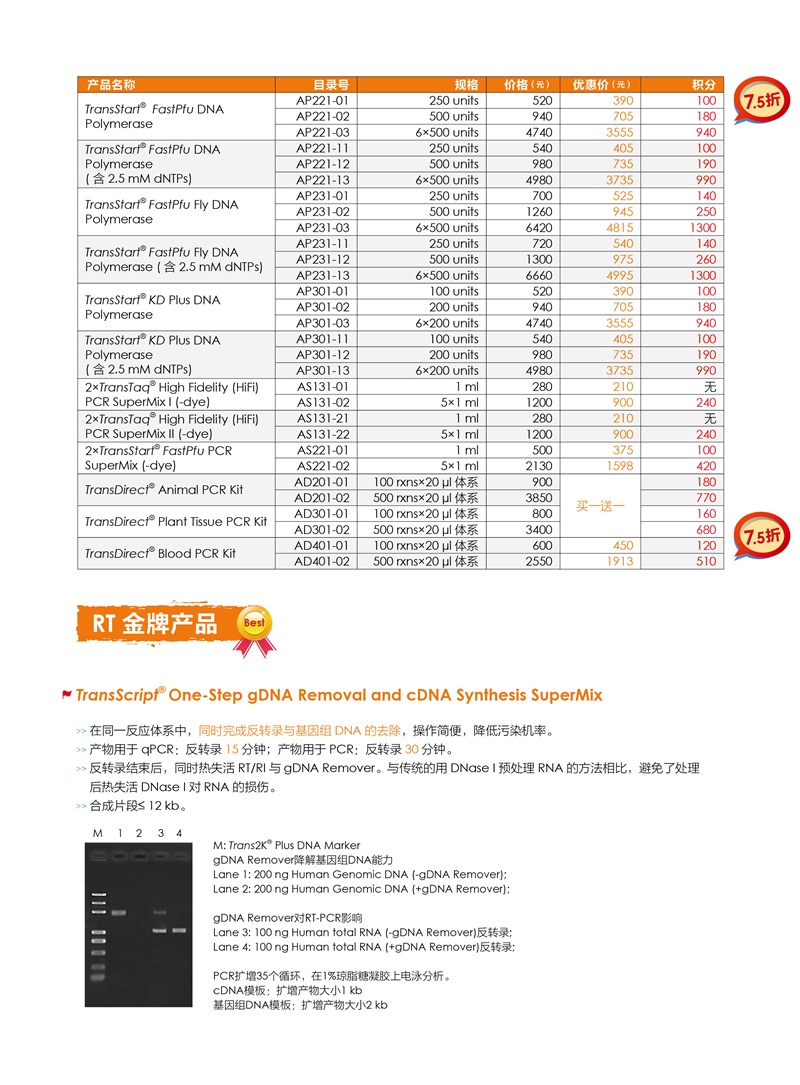 产品名称 目录号 规格 价格（元） 优惠价（元） 积分
7.5折
TransStart® FastPfu DNA Polymerase
AP221-01 250 units 520 390 100
AP221-02 500 units 940 705 180
AP221-03 6×500 units 4740 3555 940
TransStart® FastPfu DNA Polymerase (含 2.5 mM dNTPs)
AP221-11 250 units 540 405 100
AP221-12 500 units 980 735 190
AP221-13 6×500 units 4980 3735 990
TransStart® FastPfu Fly DNA Polymerase
AP231-01 250 units 700 525 140
AP231-02 500 units 1260 945 250
AP231-03 6×500 units 6420 4815 1300
TransStart® FastPfu Fly DNA Polymerase (含 2.5 mM dNTPs)
AP231-11 250 units 720 540 140
AP231-12 500 units 1300 975 260
AP231-13 6×500 units 6660 4995 1300
TransStart® KD Plus DNA Polymerase
AP301-01 100 units 520 390 100
AP301-02 200 units 940 705 180
AP301-03 6×200 units 4740 3555 940
TransStart® KD Plus DNA Polymerase (含 2.5 mM dNTPs)
AP301-11 100 units 540 405 100
AP301-12 200 units 980 735 190
AP301-13 6×200 units 4980 3735 990
2×TransTaq® High Fidelity (HiFi) PCR SuperMix I (-dye)
AS131-01 1 ml 280 210 无
AS131-02 5×1 ml 1200 900 240
2×TransTaq® High Fidelity (HiFi) PCR SuperMix II (-dye)
AS131-21 1 ml 280 210 无
AS131-22 5×1 ml 1200 900 240
2×TransStart® FastPfu PCR SuperMix (-dye)
AS221-01 1 ml 500 375 100
AS221-02 5×1 ml 2130 1598 420
TransDirect® Animal PCR Kit
AD201-01 100 rxns×20 μl 体系 900 180
AD201-02 500 rxns×20 μl 体系 3850 770
买一送一
TransDirect® Plant Tissue PCR Kit
AD301-01 100 rxns×20 μl 体系 800 160
AD301-02 500 rxns×20 μl 体系 3400 680
TransDirect® Blood PCR Kit
AD401-01 100 rxns×20 μl 体系 600 450 120
AD401-02 500 rxns×20 μl 体系 2550 1913 510
7.5折
RT 金牌产品
Best
TransScript® One-Step gDNA Removal and cDNA Synthesis SuperMix
>> 在同一反应体系中，同时完成反转录与基因组 DNA 的去除，操作简便，降低污染机率。
>> 产物用于 qPCR：反转录 15 分钟；产物用于 PCR：反转录 30 分钟。
>> 反转录结束后，同时热失活 RT/RI 与 gDNA Remover。与传统的用 DNase I 预处理 RNA 的方法相比，避免了处理
后热失活 DNase I 对 RNA 的损伤。
>> 合成片段≤ 12 kb。
M 1 2 3 4
M: Trans2K® Plus DNA Marker
gDNA Remover降解基因组DNA能力
Lane 1: 200 ng Human Genomic DNA (-gDNA Remover);
Lane 2: 200 ng Human Genomic DNA (+gDNA Remover);
gDNA Remover对RT-PCR影响
Lane 3: 100 ng Human total RNA (-gDNA Remover)反转录;
Lane 4: 100 ng Human total RNA (+gDNA Remover)反转录;
PCR扩增35个循环，在1%琼脂糖凝胶上电泳分析。
cDNA模板：扩增产物大小1 kb
基因组DNA模板：扩增产物大小2 kb